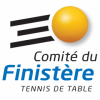 Comité du
Finistère
TENNIS DE TABLE